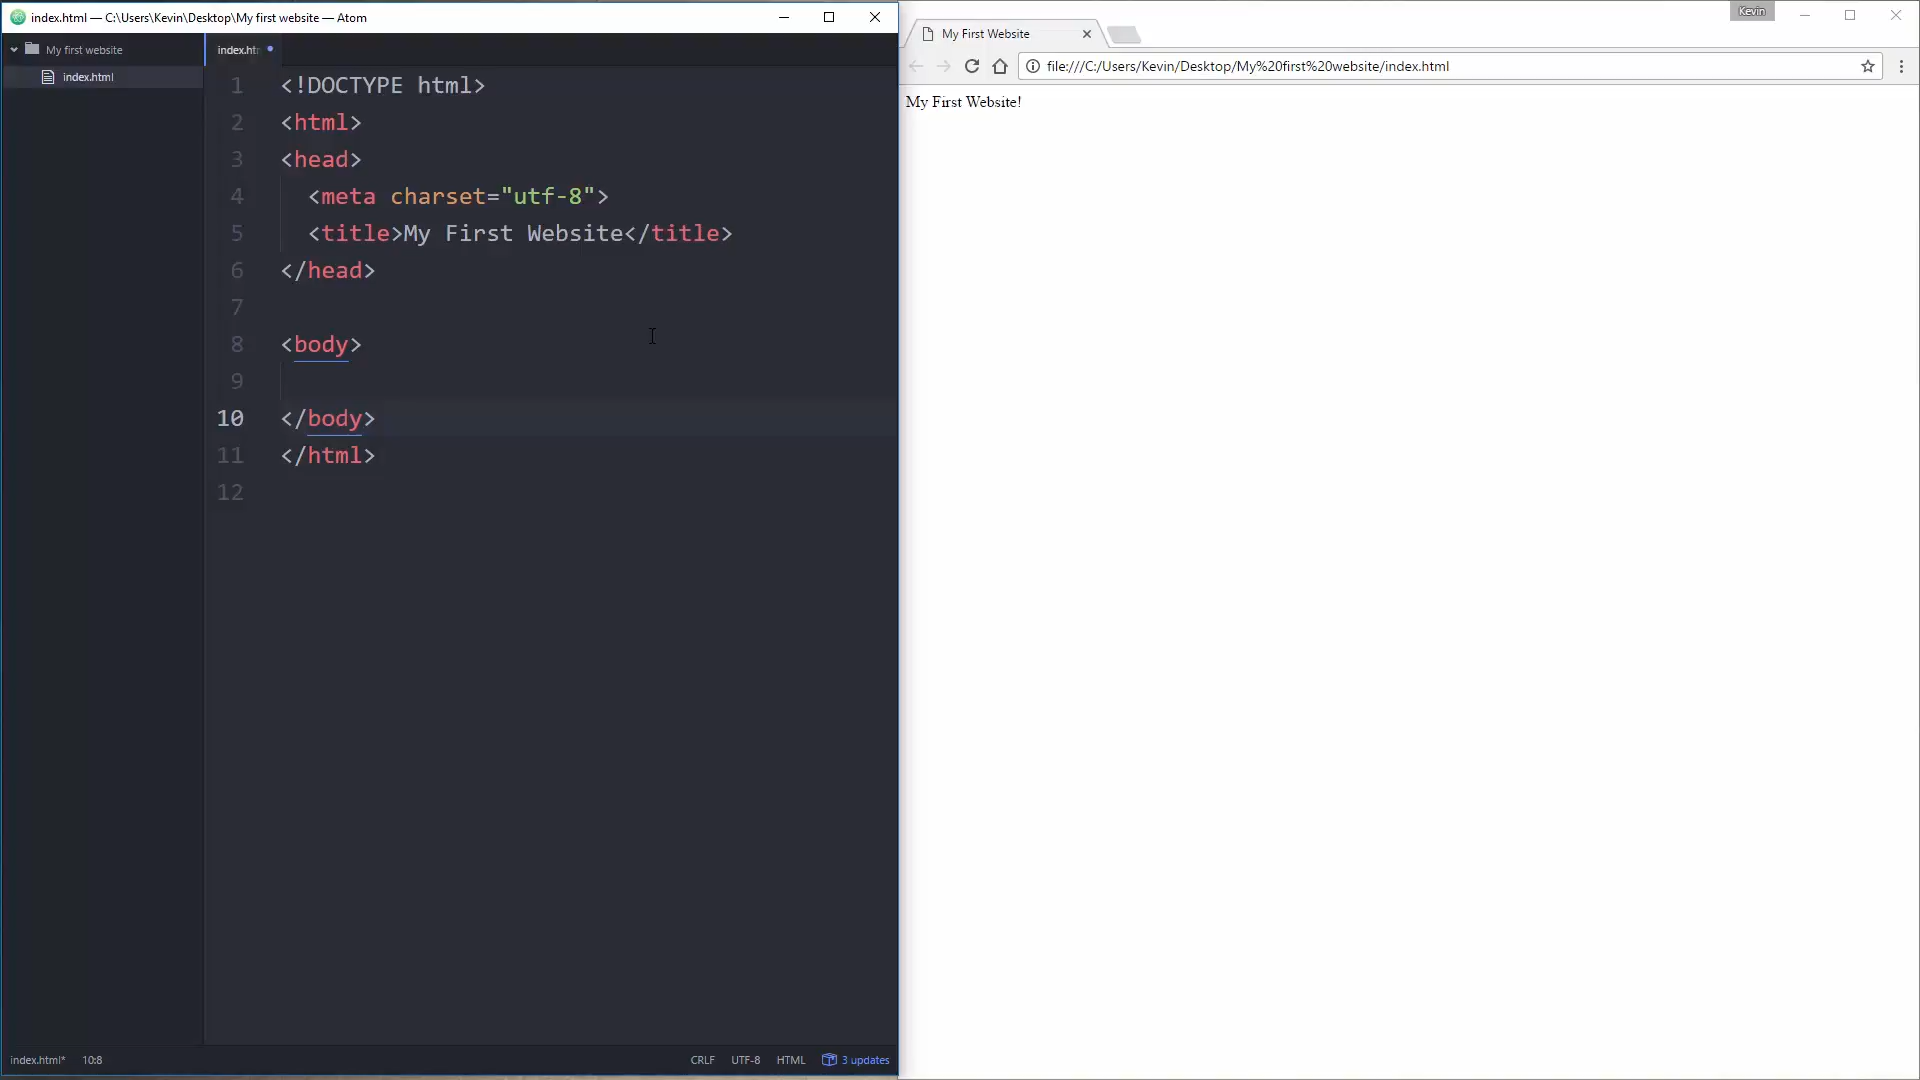 index.html — C:\Users\Kevin\Desktop\My first website — Atom
My first website
index.html
index.ht
1 <!DOCTYPE html>
2 <html>
3 <head>
4 <meta charset="utf-8">
5 <title>My First Website</title>
6 </head>
7
8 <body>
9
10 </body>
11 </html>
12
index.html* 10:8 CRLF UTF-8 HTML 3 updates
Kevin
My First Website
file:///C:/Users/Kevin/Desktop/My%20first%20website/index.html
My First Website!